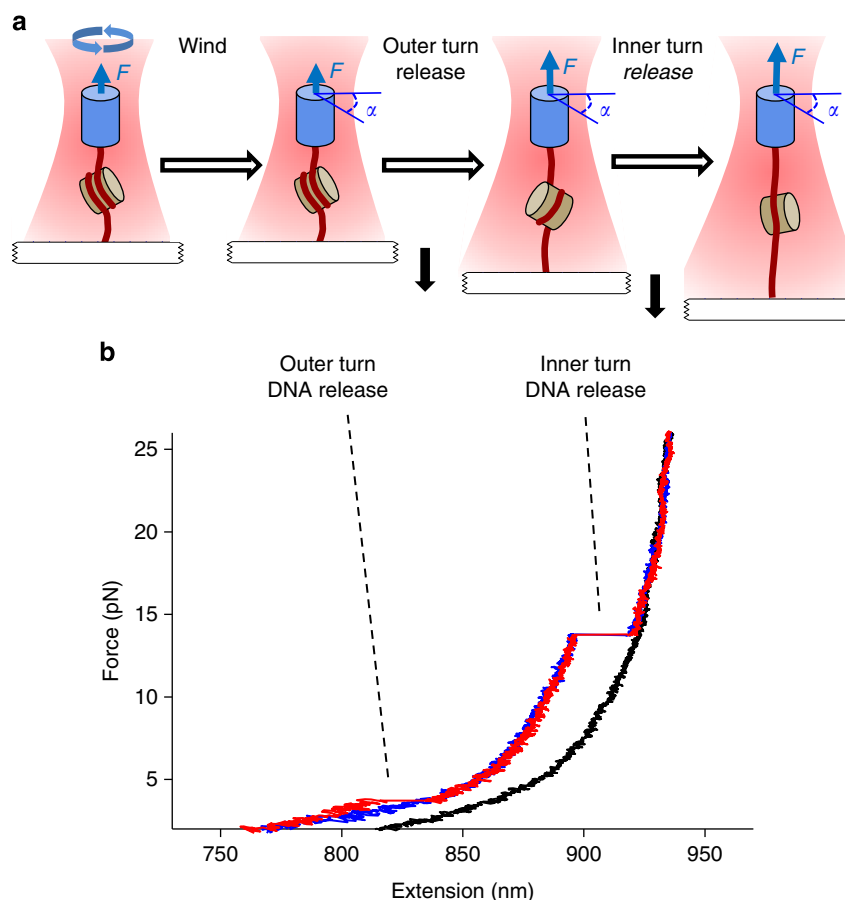 a
Wind
Outer turn
release
Inner turn
release
F
F
α
F
α
F
α
b
Outer turn
DNA release
Inner turn
DNA release
25
20
15
10
5
Force (pN)
750
800
850
900
950
Extension (nm)